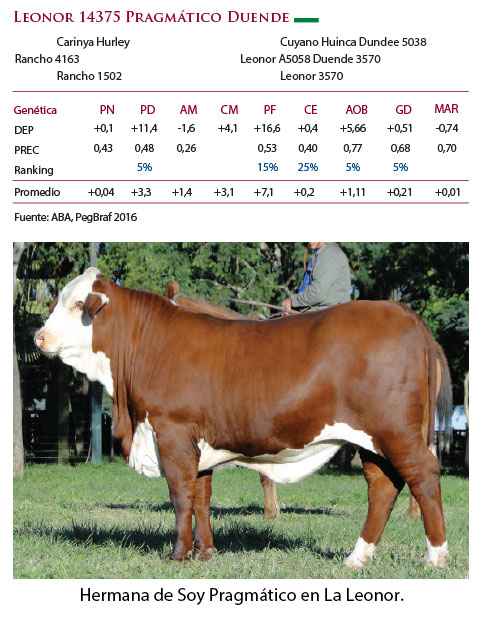 Leonor 14375 Pragmático Duende
Carinya Hurley Cuyano Huinca Dundee 5038
Rancho 4163 Leonor A5058 Duende 3570
Rancho 1502 Leonor 3570
Genética PN PD AM CM PF CE AOB GD MAR
DEP +0,1 +11,4 -1,6 +4,1 +16,6 +0,4 +5,66 +0,51 -0,74
PREC 0,43 0,48 0,26 0,53 0,40 0,77 0,68 0,70
Ranking 5% 15% 25% 5% 5%
Promedio +0,04 +3,3 +1,4 +3,1 +7,1 +0,2 +1,11 +0,21 +0,01
Fuente: ABA, PegBraf 2016
Hermana de Soy Pragmático en La Leonor.